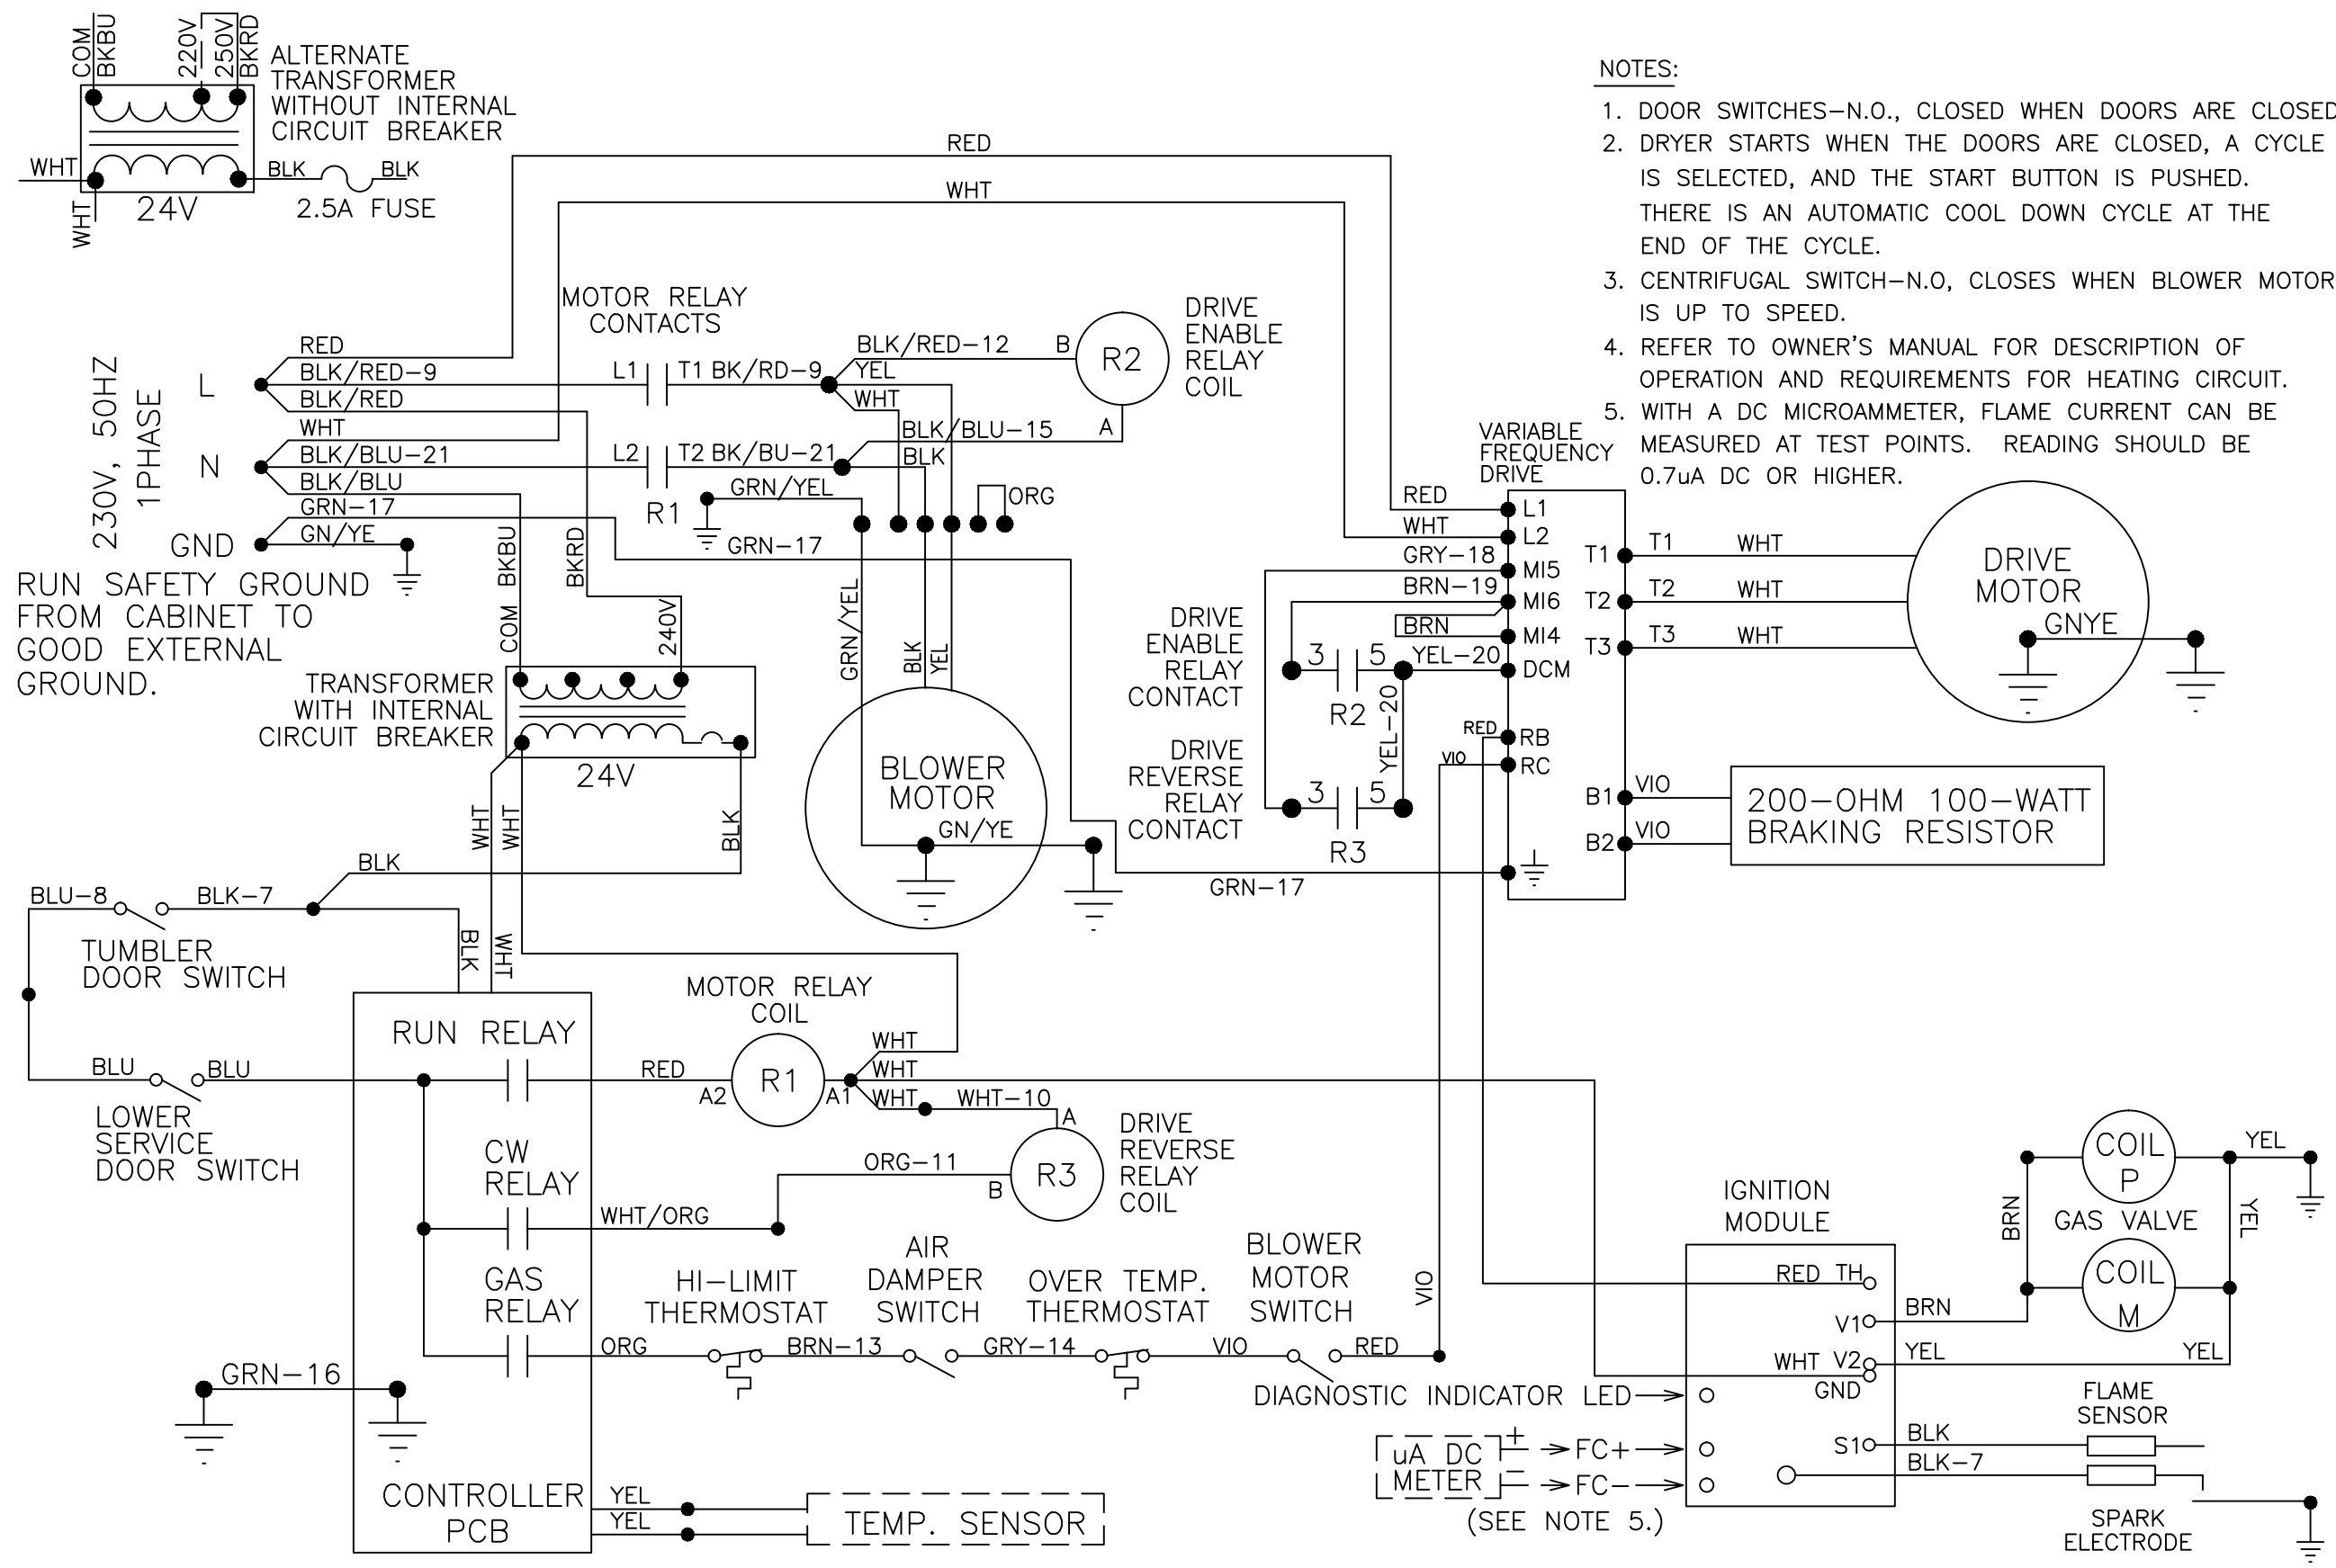 COM
BKBU
220V
250V
BKRD
ALTERNATE
TRANSFORMER
WITHOUT INTERNAL
CIRCUIT BREAKER
WHT
WHT
24V
BLK
BLK
2.5A FUSE
NOTES:
1. DOOR SWITCHES-N.O., CLOSED WHEN DOORS ARE CLOSED
2. DRYER STARTS WHEN THE DOORS ARE CLOSED, A CYCLE
IS SELECTED, AND THE START BUTTON IS PUSHED.
THERE IS AN AUTOMATIC COOL DOWN CYCLE AT THE
END OF THE CYCLE.
3. CENTRIFUGAL SWITCH-N.O, CLOSES WHEN BLOWER MOTOR
IS UP TO SPEED.
4. REFER TO OWNER'S MANUAL FOR DESCRIPTION OF
OPERATION AND REQUIREMENTS FOR HEATING CIRCUIT.
5. WITH A DC MICROAMMETER, FLAME CURRENT CAN BE
MEASURED AT TEST POINTS. READING SHOULD BE
0.7uA DC OR HIGHER.
RED
WHT
MOTOR RELAY
CONTACTS
230V, 50HZ
1PHASE
L
N
GND
RED
BLK/RED-9
BLK/RED
WHT
BLK/BLU-21
BLK/BLU
GRN-17
GN/YE
RUN SAFETY GROUND
FROM CABINET TO
GOOD EXTERNAL
GROUND.
L1
T1 BK/RD-9
L2
T2 BK/BU-21
R1
BLK/RED-12
B
YEL
WHT
BLK/BLU-15
A
BLK
R2
DRIVE
ENABLE
RELAY
COIL
GRN/YEL
ORG
GRN-17
COM BKBU
BKRD
240V
TRANSFORMER
WITH INTERNAL
CIRCUIT BREAKER
24V
WHT
WHT
BLK
GRN/YEL
BLK
YEL
BLOWER
MOTOR
GN/YE
VARIABLE
FREQUENCY
DRIVE
RED
L1
WHT
L2
GRY-18
MI5
BRN-19
MI6
BRN
MI4
YEL-20
DCM
RED
RB
VIO
RC
DRIVE
ENABLE
RELAY
CONTACT
3
5
R2
YEL-20
DRIVE
REVERSE
RELAY
CONTACT
3
5
R3
GRN-17
T1
T1
WHT
T2
T2
WHT
T3
T3
WHT
DRIVE
MOTOR
GNYE
B1
VIO
B2
VIO
200-OHM 100-WATT
BRAKING RESISTOR
BLK
BLU-8
BLK-7
TUMBLER
DOOR SWITCH
BLK
WHT
BLU
BLU
LOWER
SERVICE
DOOR SWITCH
RUN RELAY
RED
MOTOR RELAY
COIL
A2
R1
A1
WHT
WHT
WHT
WHT-10
A
R3
B
ORG-11
DRIVE
REVERSE
RELAY
COIL
CW
RELAY
WHT/ORG
GAS
RELAY
ORG
HI-LIMIT
THERMOSTAT
BRN-13
AIR
DAMPER
SWITCH
GRY-14
OVER TEMP.
THERMOSTAT
VIO
BLOWER
MOTOR
SWITCH
RED
VIO
GRN-16
CONTROLLER
PCB
YEL
YEL
TEMP. SENSOR
IGNITION
MODULE
RED TH
V1
WHT V2
GND
S1
DIAGNOSTIC INDICATOR LED
uA DC
METER
+
-
FC+
FC-
(SEE NOTE 5.)
BRN
YEL
YEL
BRN
COIL
P
GAS VALVE
COIL
M
YEL
YEL
BLK
BLK-7
FLAME
SENSOR
SPARK
ELECTRODE